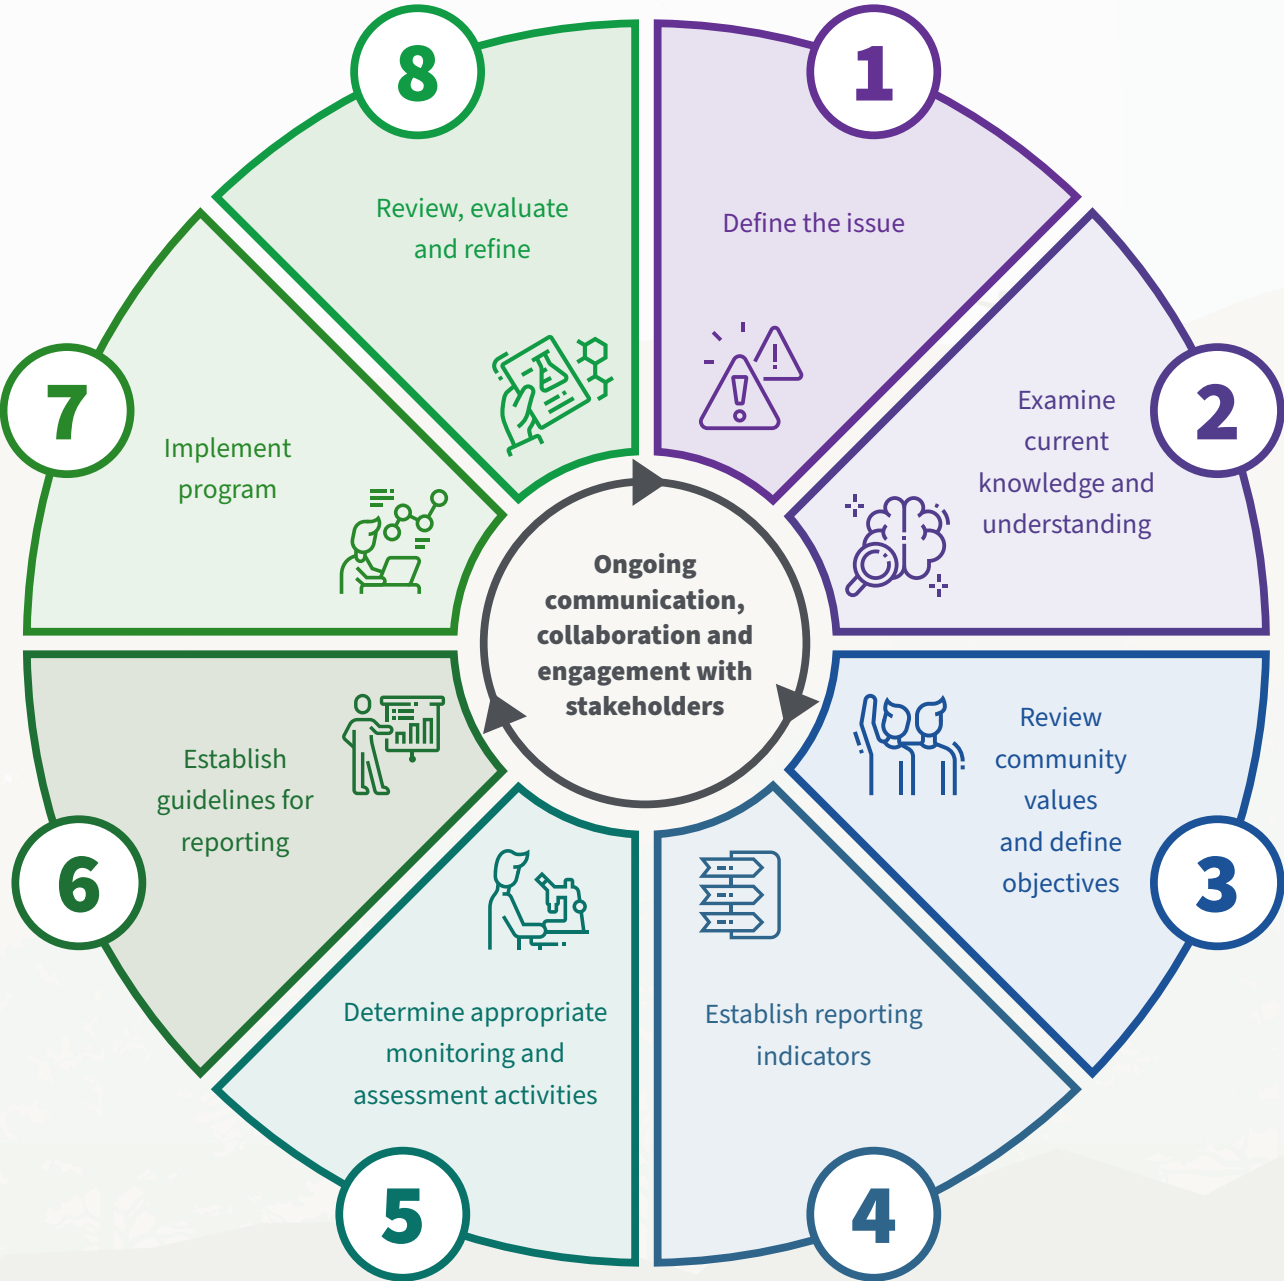 1
Define the issue
2
Examine
current
knowledge and
understanding
3
Review
community
values
and define
objectives
4
Establish reporting
indicators
5
Determine appropriate
monitoring and
assessment activities
6
Establish
guidelines for
reporting
7
Implement
program
8
Review, evaluate
and refine
Ongoing
communication,
collaboration and
engagement with
stakeholders